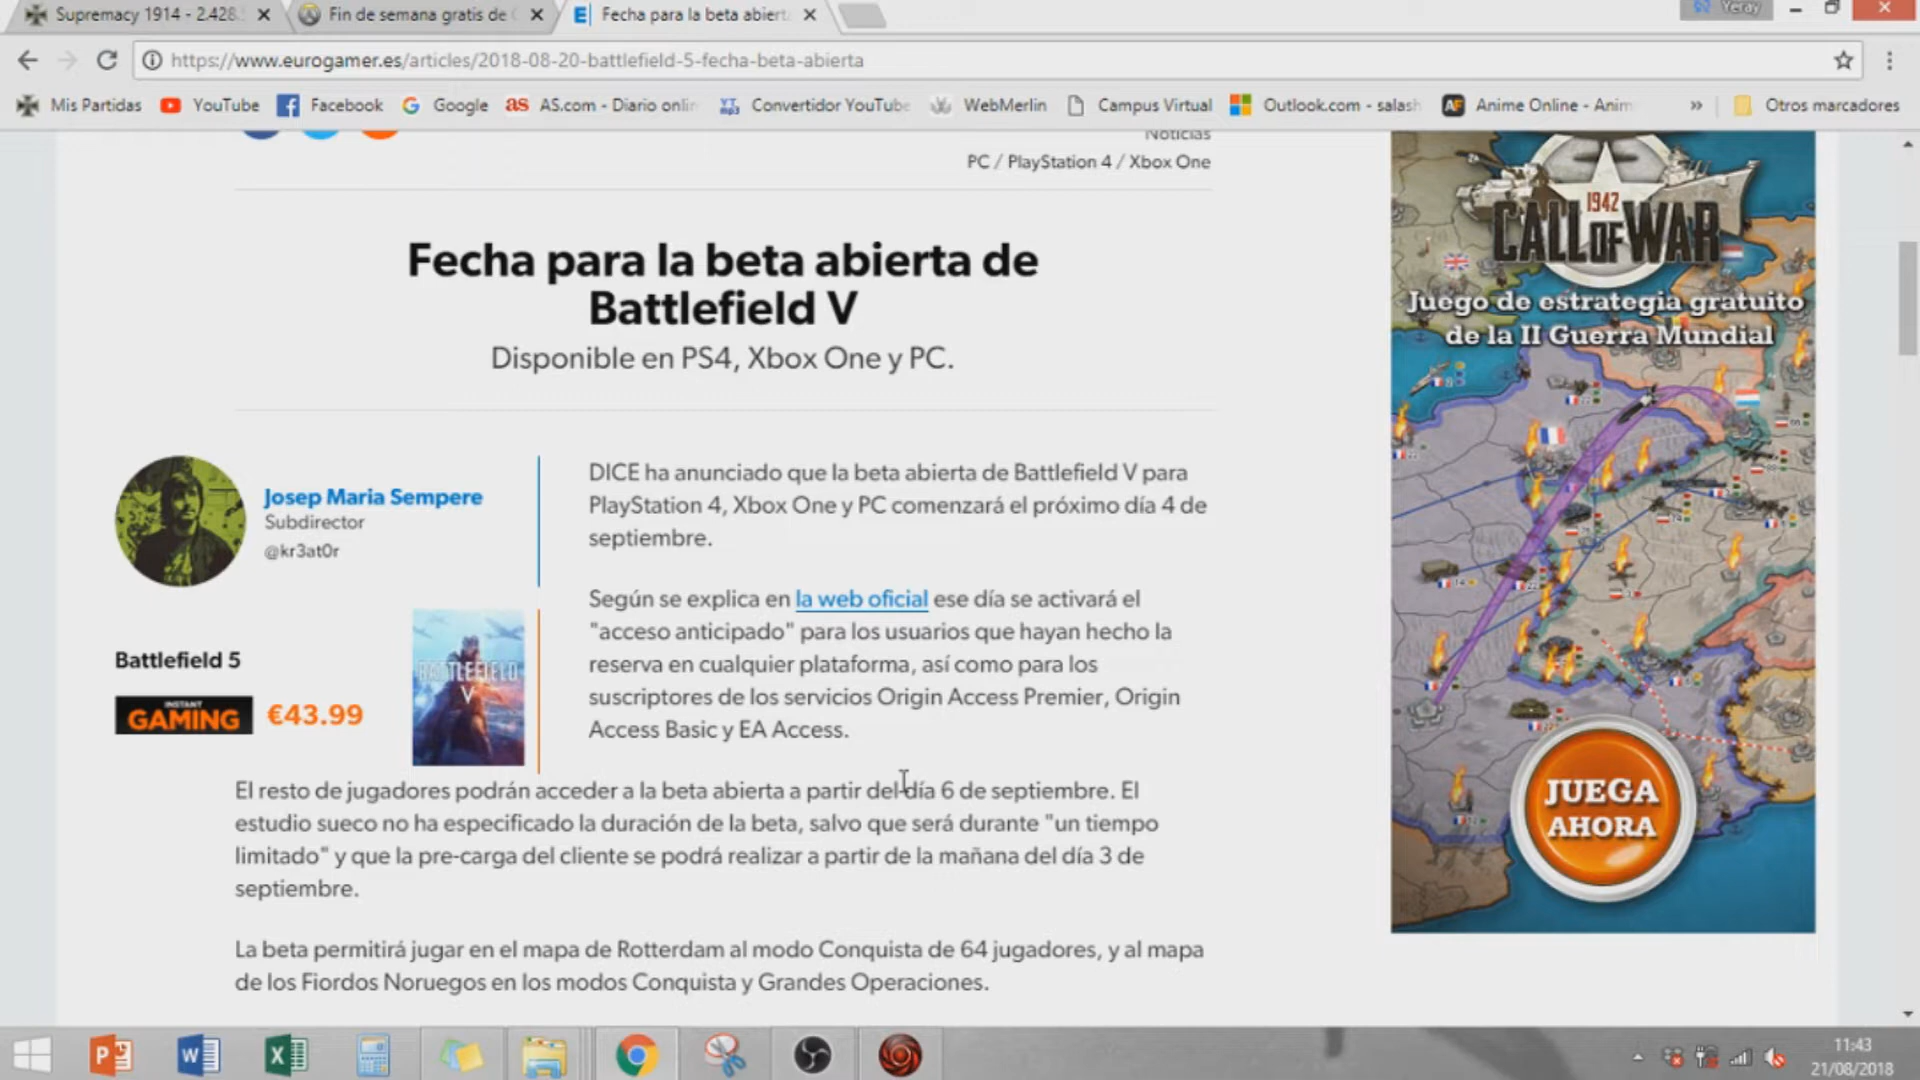 Supremacy 1914 - 2.428.
Fin de semana gratis de
Fecha para la beta abiert
Yeray
https://www.eurogamer.es/articles/2018-08-20-battlefield-5-fecha-beta-abierta
Mis Partidas
YouTube
Facebook
Google
as AS.com - Diario onlin
Convertidor YouTube
WebMerlin
Campus Virtual
Outlook.com - salash
Anime Online - Anim
»
Otros marcadores
Noticias
PC / PlayStation 4 / Xbox One
Fecha para la beta abierta de
Battlefield V
Disponible en PS4, Xbox One y PC.
Josep Maria Sempere
Subdirector
@kr3at0r
DICE ha anunciado que la beta abierta de Battlefield V para
PlayStation 4, Xbox One y PC comenzará el próximo día 4 de
septiembre.
Según se explica en la web oficial ese día se activará el
"acceso anticipado" para los usuarios que hayan hecho la
reserva en cualquier plataforma, así como para los
suscriptores de los servicios Origin Access Premier, Origin
Access Basic y EA Access.
Battlefield 5
INSTANT
GAMING
€43.99
BATTLEFIELD
V
El resto de jugadores podrán acceder a la beta abierta a partir del día 6 de septiembre. El
estudio sueco no ha especificado la duración de la beta, salvo que será durante "un tiempo
limitado" y que la pre-carga del cliente se podrá realizar a partir de la mañana del día 3 de
septiembre.
La beta permitirá jugar en el mapa de Rotterdam al modo Conquista de 64 jugadores, y al mapa
de los Fiordos Noruegos en los modos Conquista y Grandes Operaciones.
1942
CALL OF WAR
Juego de estrategia gratuito
de la II Guerra Mundial
JUEGA
AHORA
11:43
21/08/2018